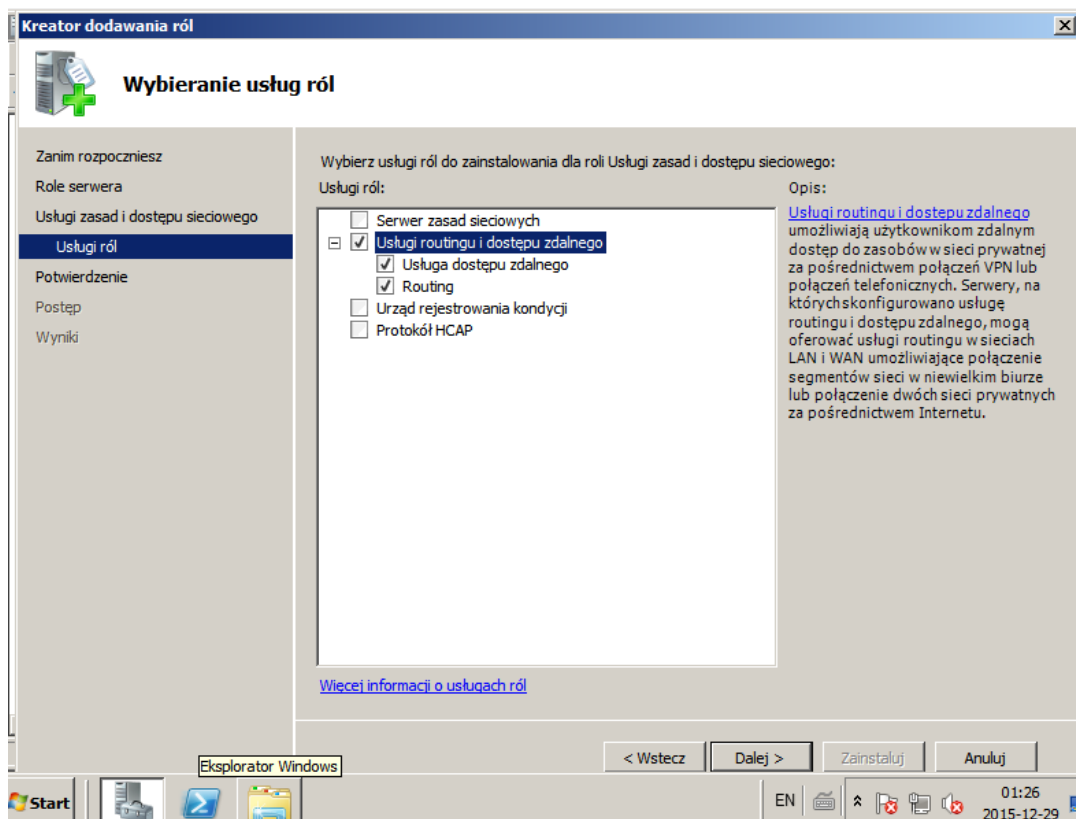 Kreator dodawania ról
Wybieranie usług ról
Zanim rozpoczniesz
Role serwera
Usługi zasad i dostępu sieciowego
Usługi ról
Potwierdzenie
Postęp
Wyniki
Wybierz usługi ról do zainstalowania dla roli Usługi zasad i dostępu sieciowego:
Usługi ról:
Serwer zasad sieciowych
Usługi routingu i dostępu zdalnego
Usługa dostępu zdalnego
Routing
Urząd rejestrowania kondycji
Protokół HCAP
Więcej informacji o usługach ról
Opis:
Usługi routingu i dostępu zdalnego
umożliwiają użytkownikom zdalnym
dostęp do zasobów w sieci prywatnej
za pośrednictwem połączeń VPN lub
połączeń telefonicznych. Serwery, na
którychskonfigurowano usługę
routingu i dostępu zdalnego, mogą
oferować usługi routingu w sieciach
LAN i WAN umożliwiające połączenie
segmentów sieci w niewielkim biurze
lub połączenie dwóch sieci prywatnych
za pośrednictwem Internetu.
< Wstecz
Dalej >
Zainstaluj
Anuluj
Eksplorator Windows
Start
EN
01:26
2015-12-29